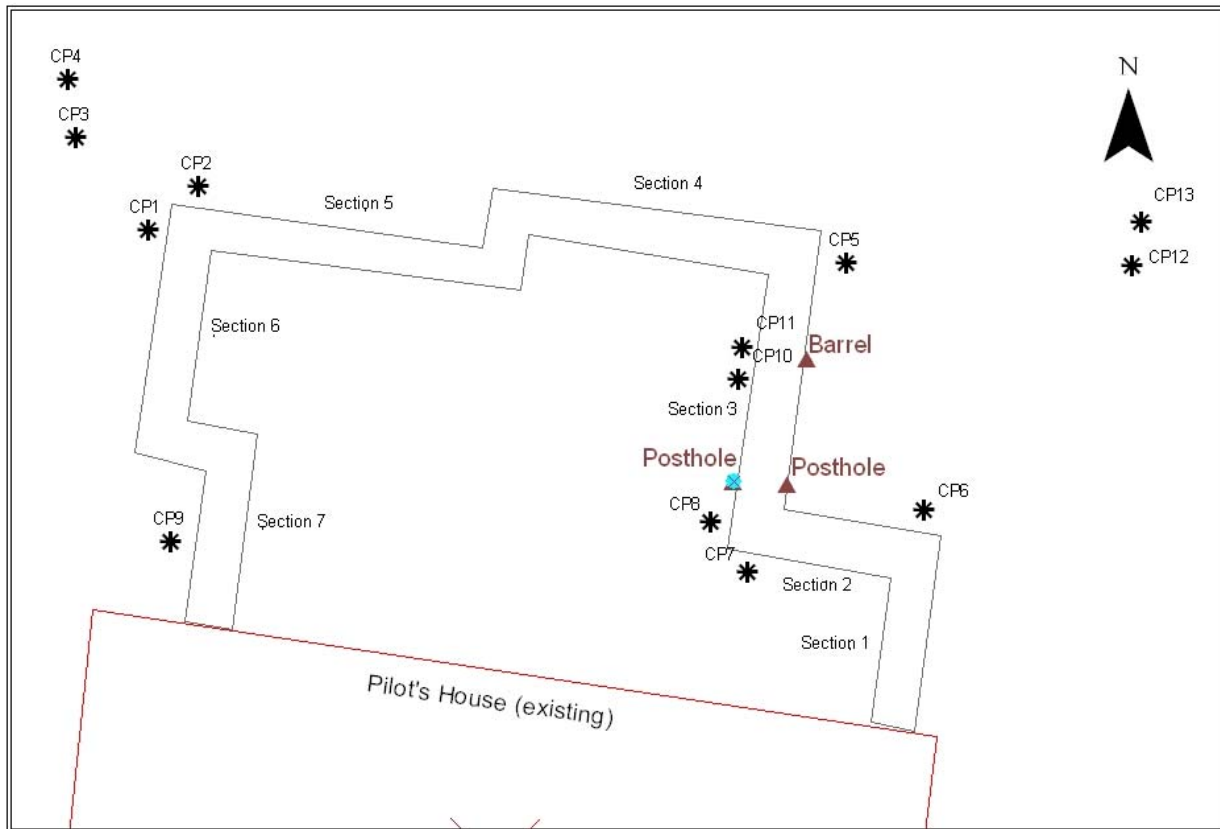 CP4
N
CP3
CP2
Section 4
CP13
CP1
Section 5
CP5
CP12
Section 6
CP11
Barrel
CP10
Section 3
Posthole
Posthole
CP6
CP8
CP9
Section 7
CP7
Section 2
Section 1
Pilot's House (existing)